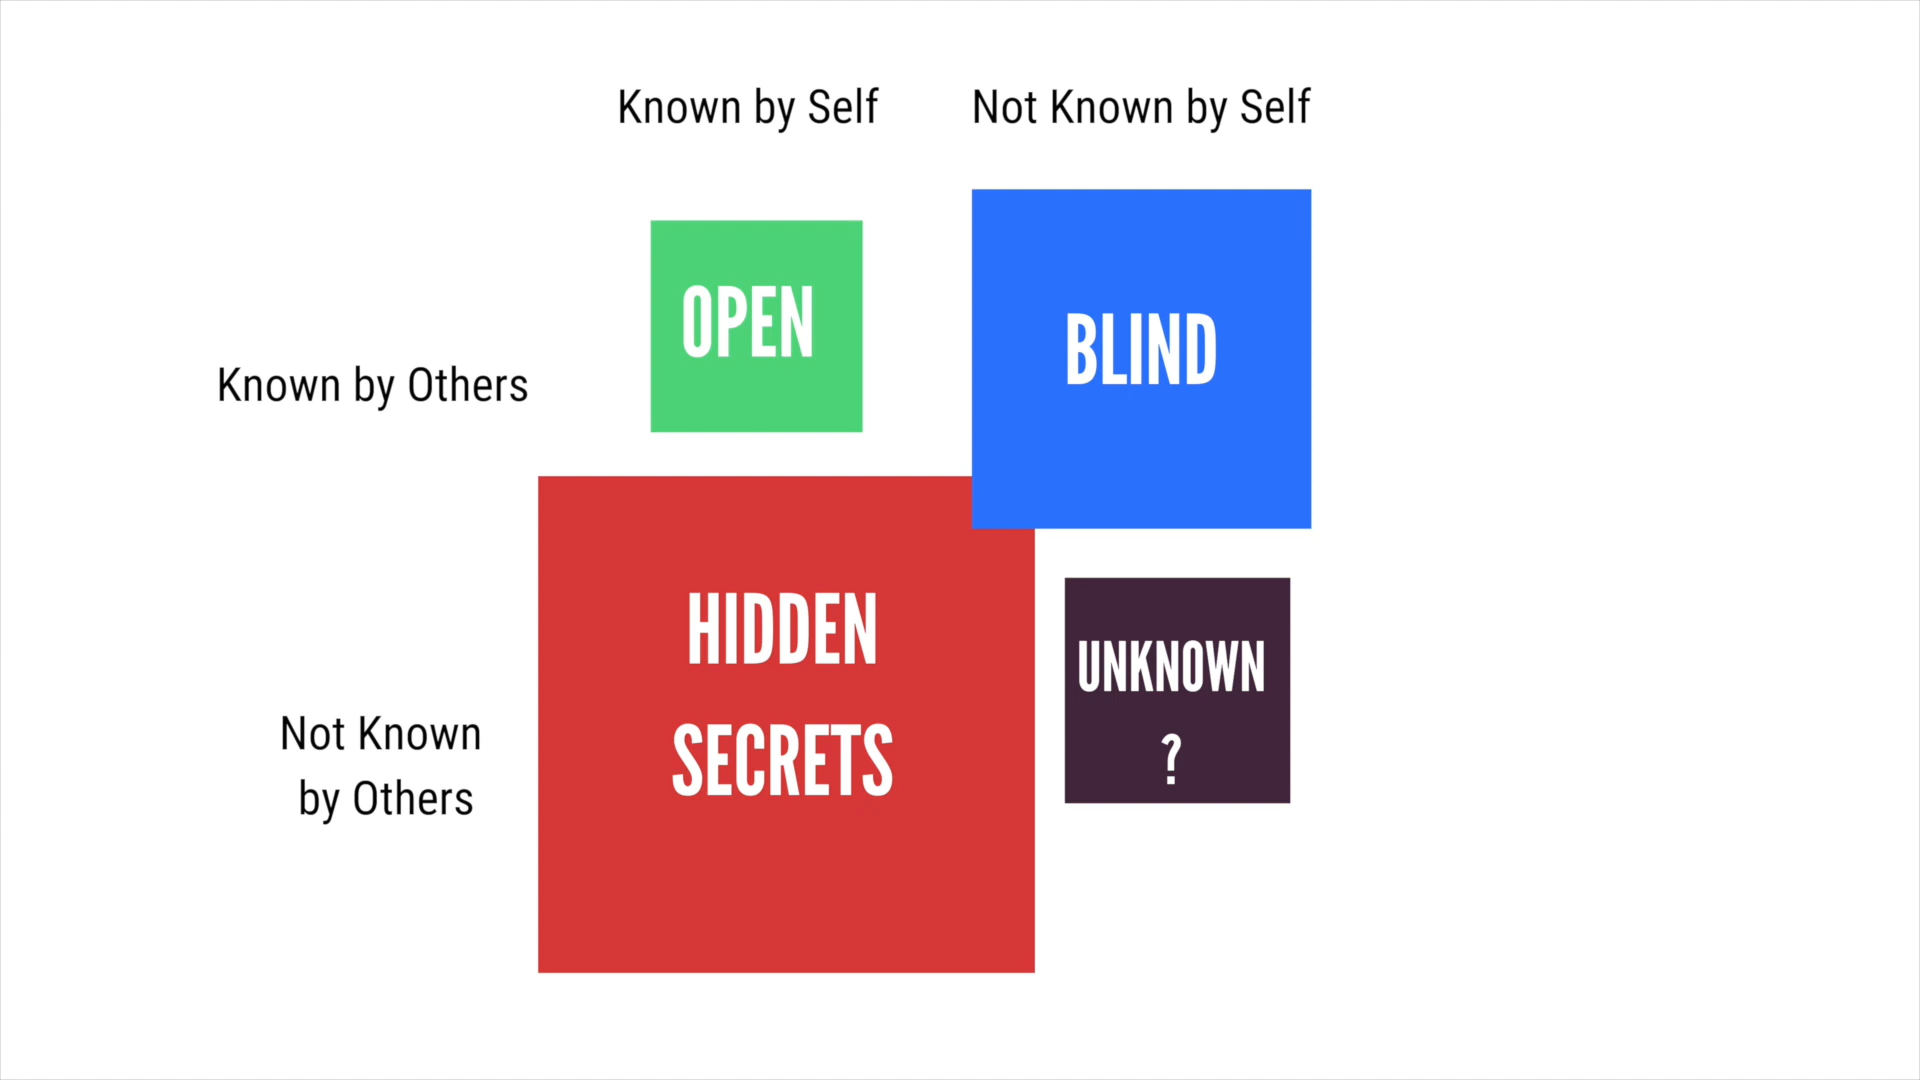 Known by Self
Not Known by Self
OPEN
BLIND
Known by Others
HIDDEN
SECRETS
UNKNOWN
?
Not Known
by Others